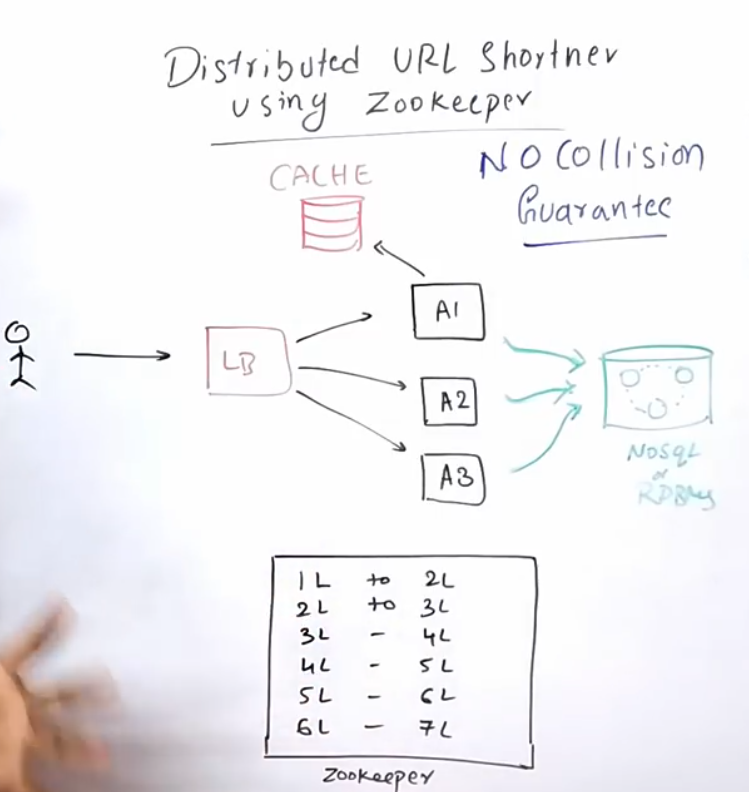 Distributed URL Shortner
using Zookeeper
NO Collision
Guarantee
CACHE
A1
LB
A2
A3
NOSQL
or
RDBMS
1L to 2L
2L to 3L
3L - 4L
4L - 5L
5L - 6L
6L - 7L
Zookeeper